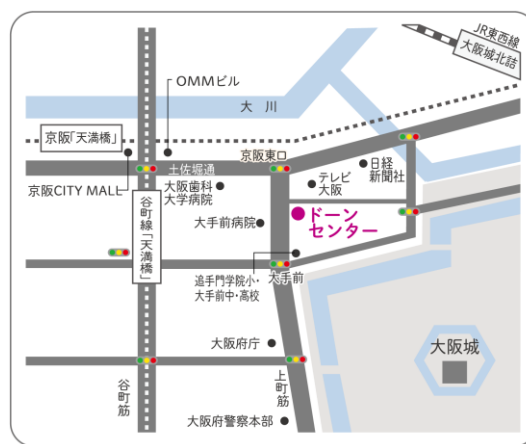 JR東西線
大阪城北詰
OMMビル
大川
京阪「天満橋」
土佐堀通
京阪東口
日経
新聞社
テレビ
大阪
京阪CITY MALL
大阪歯科
大学病院
谷町線「天満橋」
大手前病院
ドーン
センター
追手門学院小・
大手前中・高校
大手前
大阪府庁
大阪城
谷町筋
上町筋
大阪府警察本部